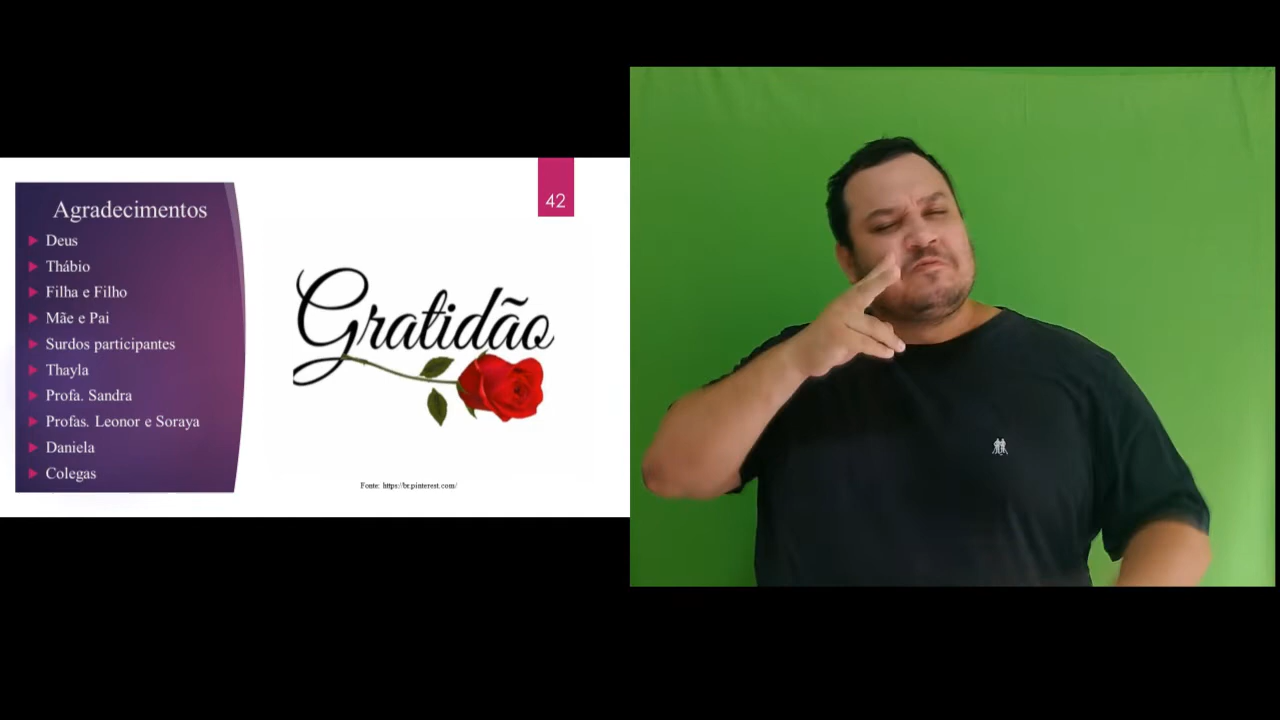 42
Agradecimentos
Deus
Thábio
Filha e Filho
Mãe e Pai
Surdos participantes
Thayla
Profa. Sandra
Profas. Leonor e Soraya
Daniela
Colegas
Gratidão
Fonte: https://br.pinterest.com/